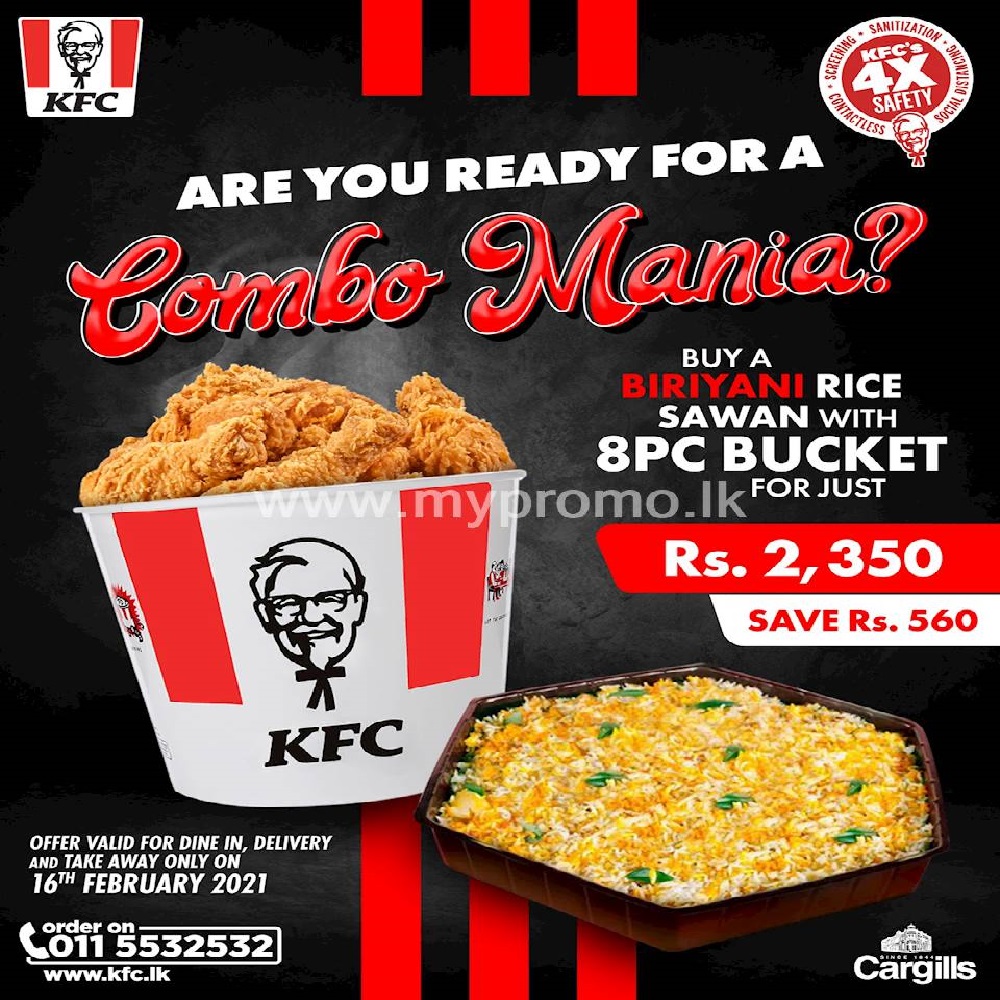 KFC
SCREENING • SANITIZATION • SOCIAL DISTANCING • CONTACTLESS
KFC's
4X
SAFETY
ARE YOU READY FOR A
Combo Mania?
BUY A
BIRIYANI RICE
SAWAN WITH
8PC BUCKET
FOR JUST
www.mypromo.lk
Rs. 2,350
SAVE Rs. 560
KFC
OFFER VALID FOR DINE IN, DELIVERY
AND TAKE AWAY ONLY ON
16TH FEBRUARY 2021
order on
011 5532532
www.kfc.lk
SINCE 1844
Cargills